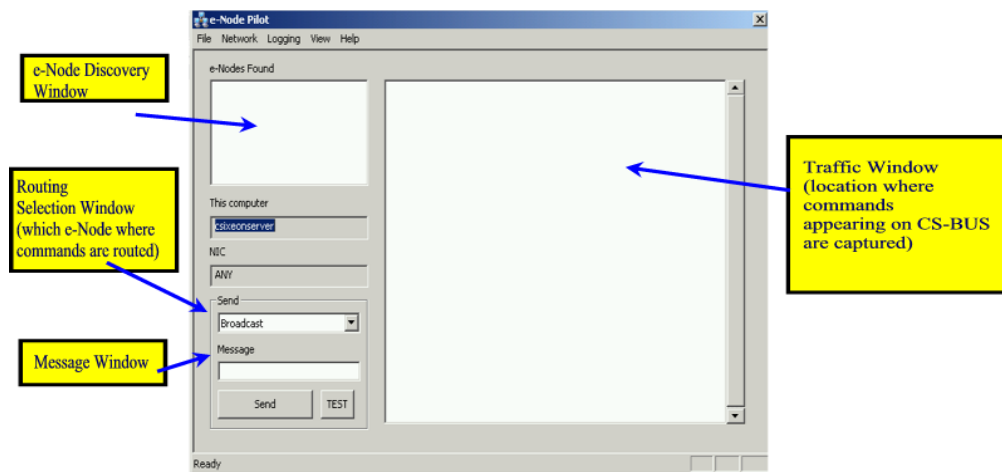 e-Node Pilot
File Network Logging View Help
e-Nodes Found
e-Node Discovery
Window
Routing
Selection Window
(which e-Node where
commands are routed)
This computer
csixeonserver
NIC
ANY
Send
Broadcast
Message
Message Window
Send TEST
Traffic Window
(location where
commands
appearing on CS-BUS
are captured)
Ready